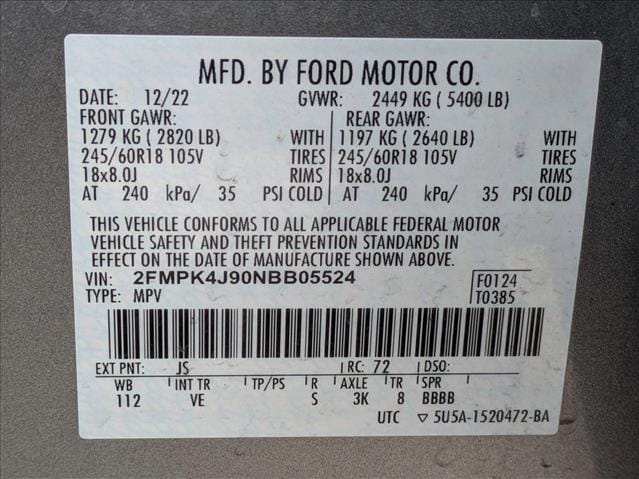 MFD. BY FORD MOTOR CO.
DATE: 12/22 GVWR: 2449 KG ( 5400 LB)
FRONT GAWR: REAR GAWR:
1279 KG ( 2820 LB) WITH 1197 KG ( 2640 LB) WITH
245/60R18 105V TIRES 245/60R18 105V TIRES
18x8.0J RIMS 18x8.0J RIMS
AT 240 kPa/ 35 PSI COLD AT 240 kPa/ 35 PSI COLD
THIS VEHICLE CONFORMS TO ALL APPLICABLE FEDERAL MOTOR
VEHICLE SAFETY AND THEFT PREVENTION STANDARDS IN
EFFECT ON THE DATE OF MANUFACTURE SHOWN ABOVE.
VIN: 2FMPK4J90NBB05524 F0124
TYPE: MPV T0385
EXT PNT: JS RC: 72 DSO:
WB INT TR TP/PS R AXLE TR SPR
112 VE S 3K 8 BBBB
UTC ▽ 5U5A-1520472-BA